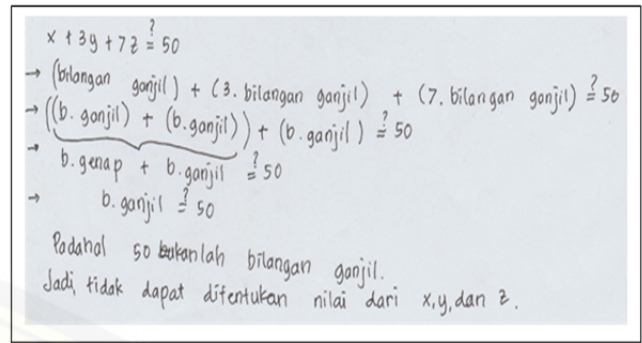 x + 3y + 7z ≟ 50
→ (bilangan ganjil) + (3. bilangan ganjil) + (7. bilangan ganjil) ≟ 50
→ ((b. ganjil) + (b. ganjil)) + (b. ganjil) ≟ 50
→ b. genap + b. ganjil ≟ 50
→ b. ganjil ≟ 50
Padahal 50 bukanlah bilangan ganjil.
Jadi, tidak dapat ditentukan nilai dari x, y, dan z.